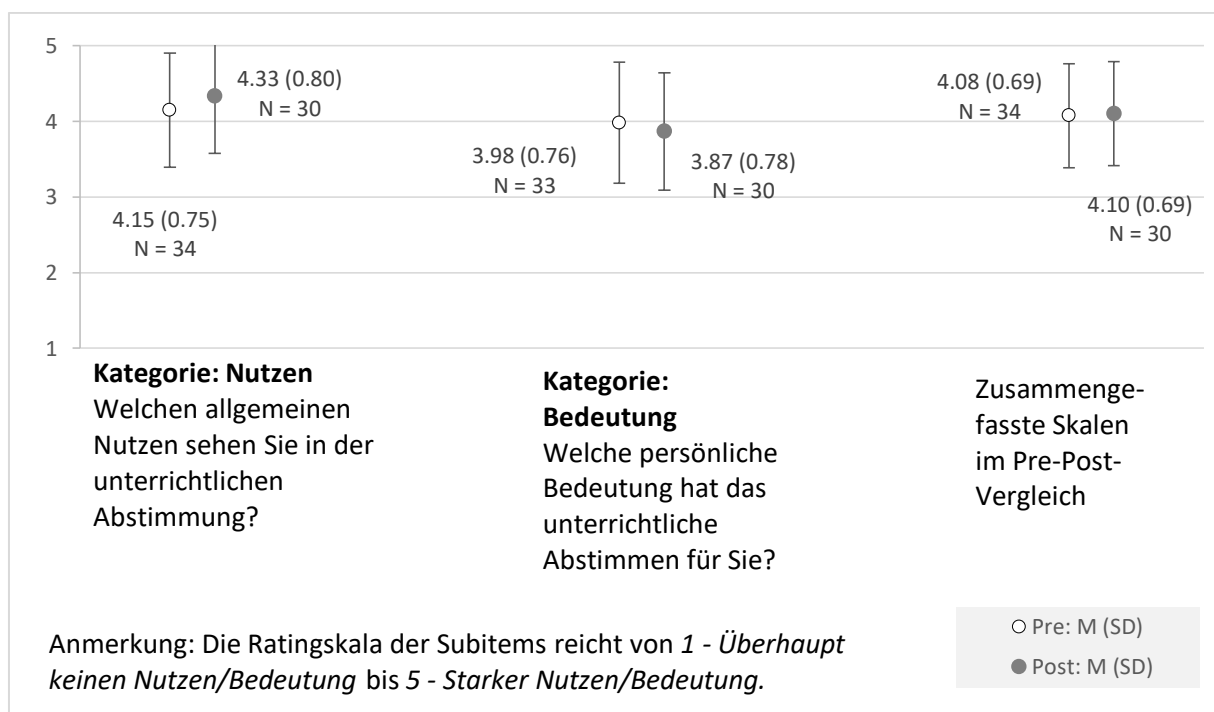 5
4.33 (0.80)
N = 30
4.08 (0.69)
N = 34
4
3.98 (0.76)
N = 33
3.87 (0.78)
N = 30
3
4.15 (0.75)
N = 34
4.10 (0.69)
N = 30
2
1
Kategorie: Nutzen
Welchen allgemeinen
Nutzen sehen Sie in der
unterrichtlichen
Abstimmung?
Kategorie:
Bedeutung
Welche persönliche
Bedeutung hat das
unterrichtliche
Abstimmen für Sie?
Zusammenge-
fasste Skalen
im Pre-Post-
Vergleich
Anmerkung: Die Ratingskala der Subitems reicht von 1 - Überhaupt
keinen Nutzen/Bedeutung bis 5 - Starker Nutzen/Bedeutung.
Pre: M (SD)
Post: M (SD)